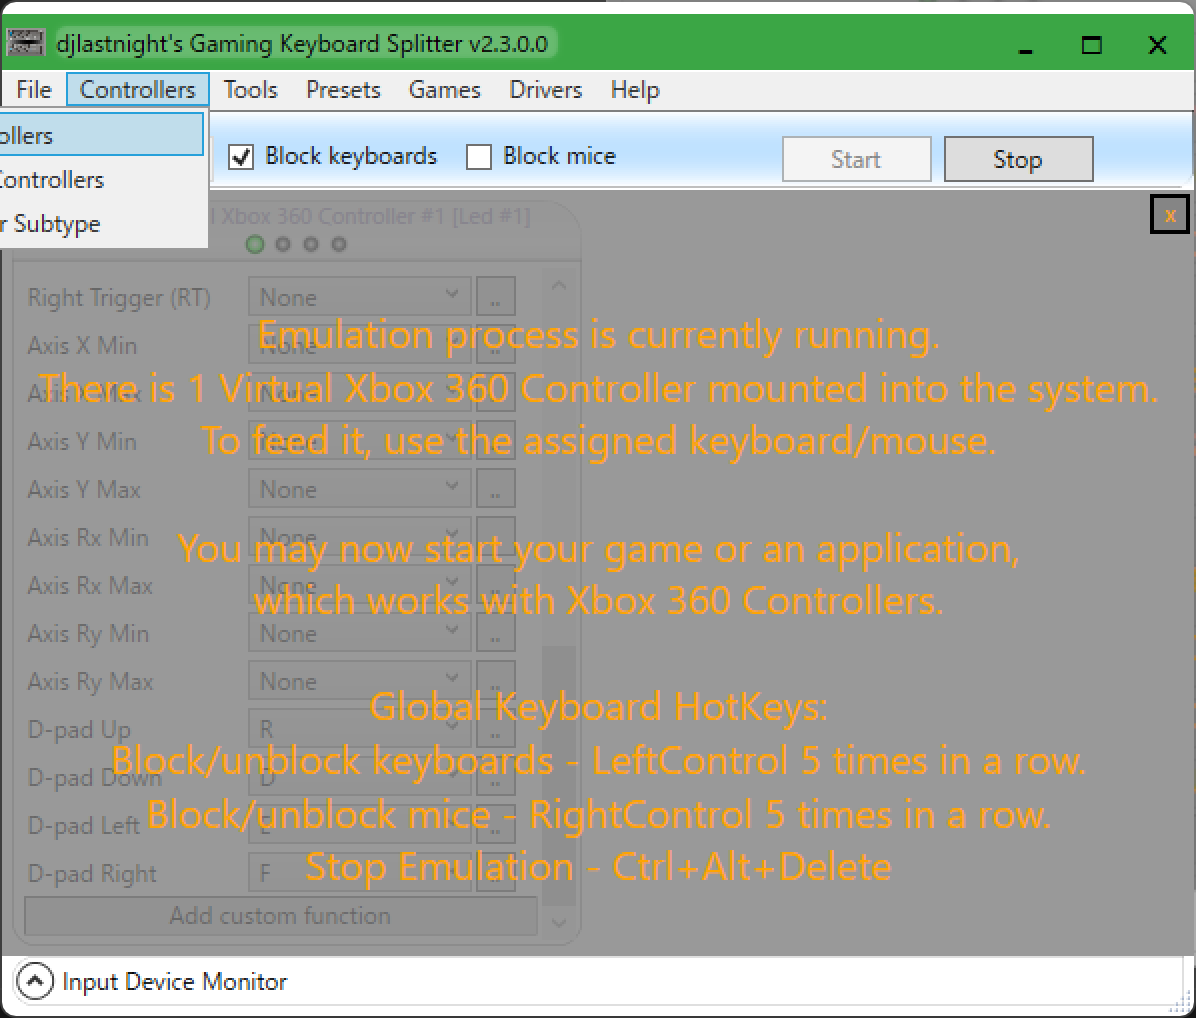 djlastnight's Gaming Keyboard Splitter v2.3.0.0
File Controllers Tools Presets Games Drivers Help
ollers
Controllers
r Subtype
Block keyboards Block mice Start Stop
l Xbox 360 Controller #1 [Led #1]
x
Right Trigger (RT) None ..
Axis X Min None ..
Axis X Max None ..
Axis Y Min None ..
Axis Y Max None ..
Axis Rx Min None ..
Axis Rx Max None ..
Axis Ry Min None ..
Axis Ry Max None ..
D-pad Up R ..
D-pad Down D ..
D-pad Left E ..
D-pad Right F ..
Add custom function
Emulation process is currently running.
There is 1 Virtual Xbox 360 Controller mounted into the system.
To feed it, use the assigned keyboard/mouse.
You may now start your game or an application,
which works with Xbox 360 Controllers.
Global Keyboard HotKeys:
Block/unblock keyboards - LeftControl 5 times in a row.
Block/unblock mice - RightControl 5 times in a row.
Stop Emulation - Ctrl+Alt+Delete
Input Device Monitor